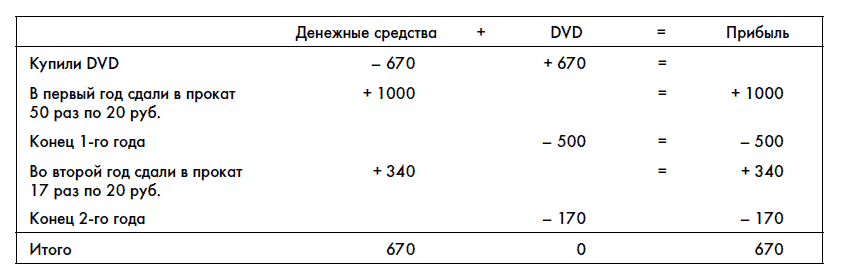 Денежные средства + DVD = Прибыль
Купили DVD – 670 + 670 =
В первый год сдали в прокат + 1000 = + 1000
50 раз по 20 руб.
Конец 1-го года – 500 = – 500
Во второй год сдали в прокат + 340 = + 340
17 раз по 20 руб.
Конец 2-го года – 170 – 170
Итого 670 0 670